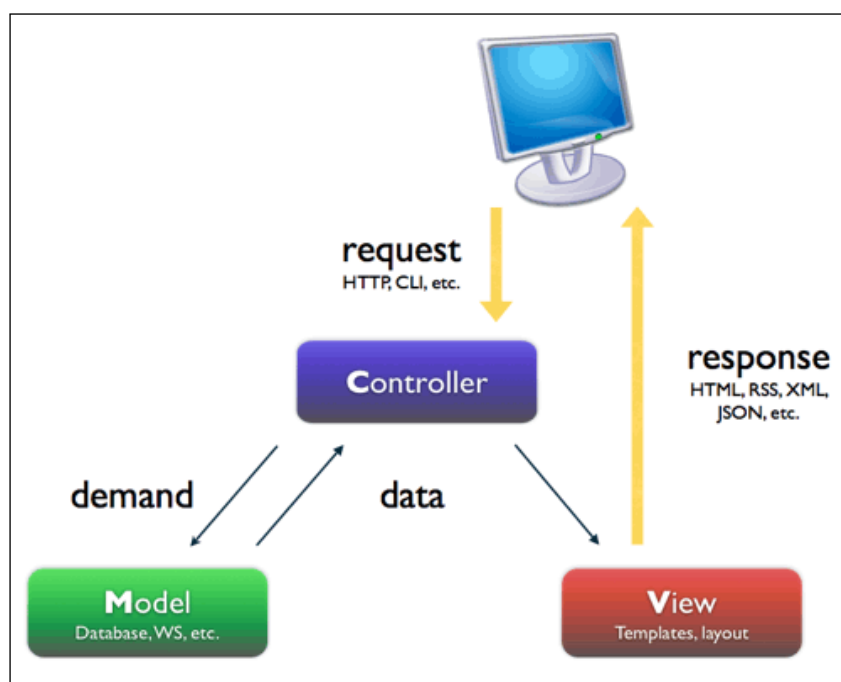 request
HTTP, CLI, etc.
Controller
response
HTML, RSS, XML,
JSON, etc.
demand
data
Model
Database, WS, etc.
View
Templates, layout